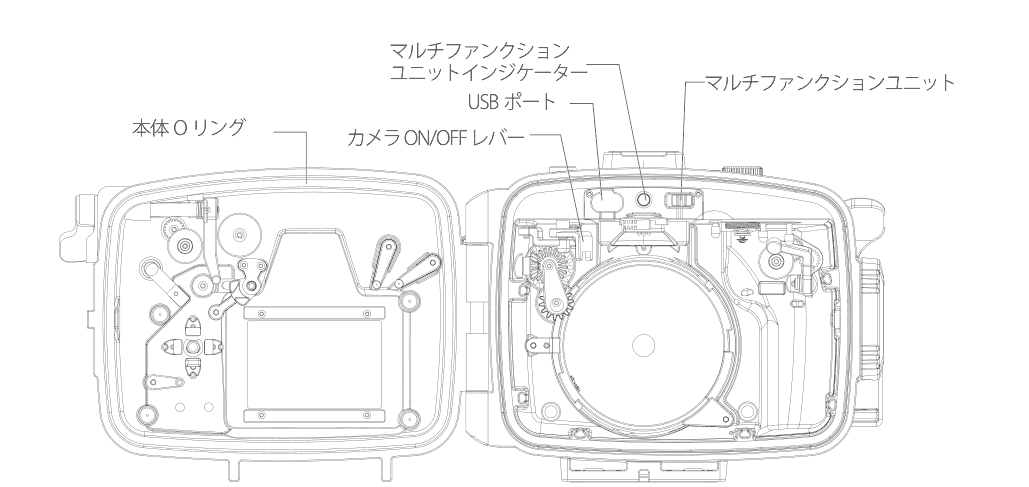 マルチファンクション
ユニットインジケーター
マルチファンクションユニット
USB ポート
本体 O リング
カメラ ON/OFF レバー